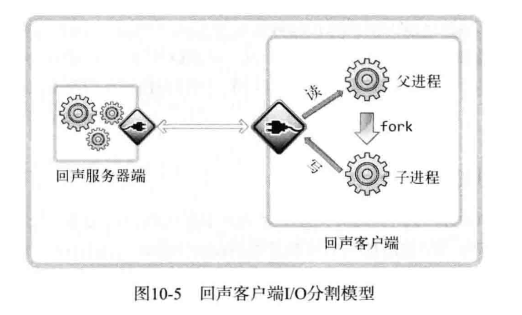 读
父进程
fork
写
子进程
回声服务器端
回声客户端
图10-5 回声客户端I/O分割模型